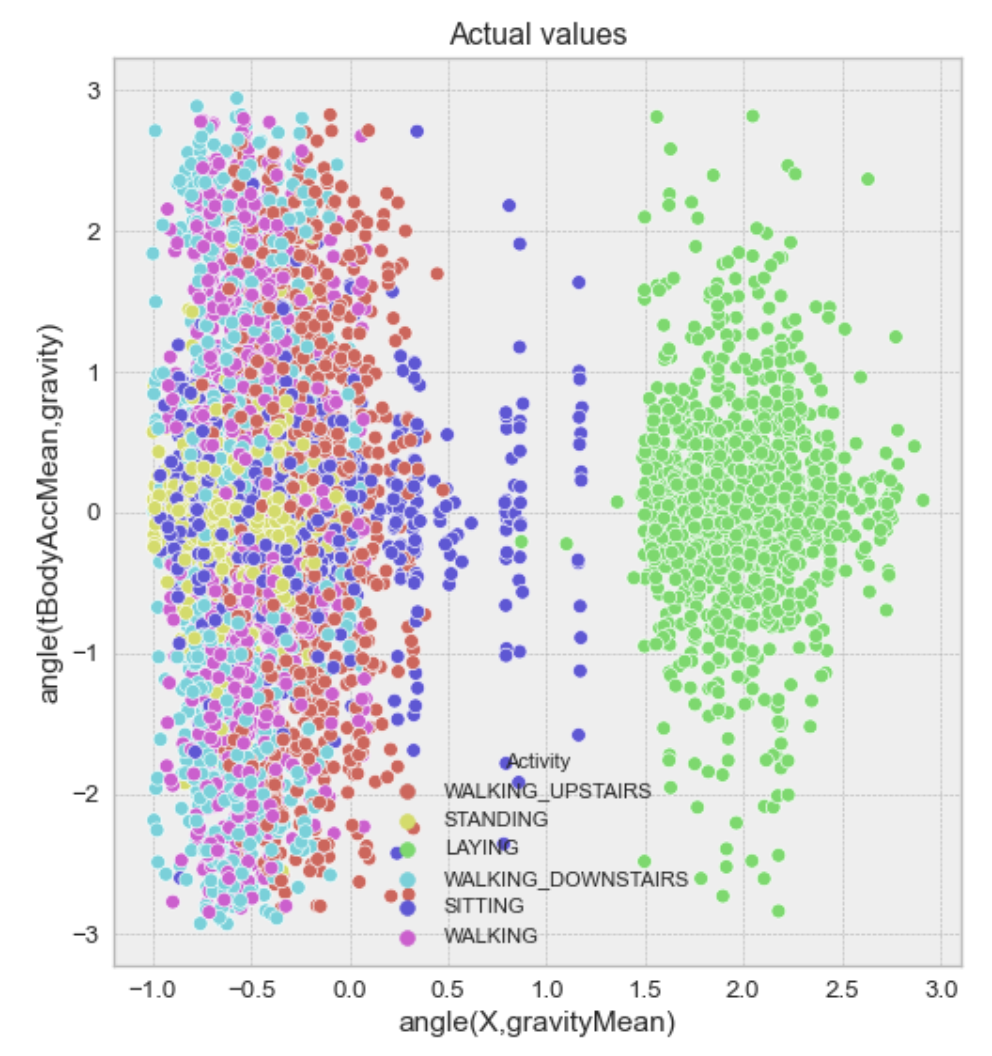 Actual values
angle(tBodyAccMean,gravity)
3
2
1
0
−1
−2
−3
Activity
WALKING_UPSTAIRS
STANDING
LAYING
WALKING_DOWNSTAIRS
SITTING
WALKING
−1.0 −0.5 0.0 0.5 1.0 1.5 2.0 2.5 3.0
angle(X,gravityMean)